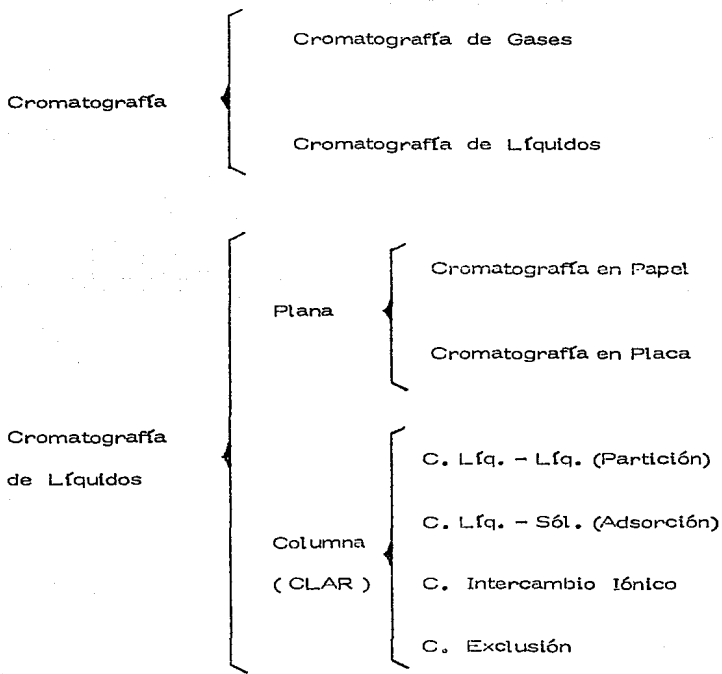 Cromatografía de Gases
Cromatografía
Cromatografía de Líquidos
Plana
Cromatografía en Papel
Cromatografía en Placa
Cromatografía
de Líquidos
Columna
( CLAR )
C. Líq. - Líq. (Partición)
C. Líq. - Sól. (Adsorción)
C. Intercambio Iónico
C. Exclusión